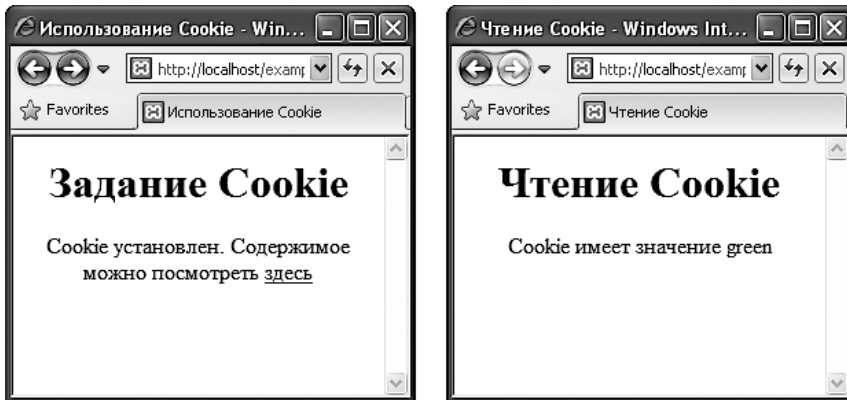 Использование Cookie - Win...
http://localhost/examp
Favorites
Использование Cookie
Задание Cookie
Cookie установлен. Содержимое
можно посмотреть здесь
Чтение Cookie - Windows Int...
http://localhost/examp
Favorites
Чтение Cookie
Чтение Cookie
Cookie имеет значение green